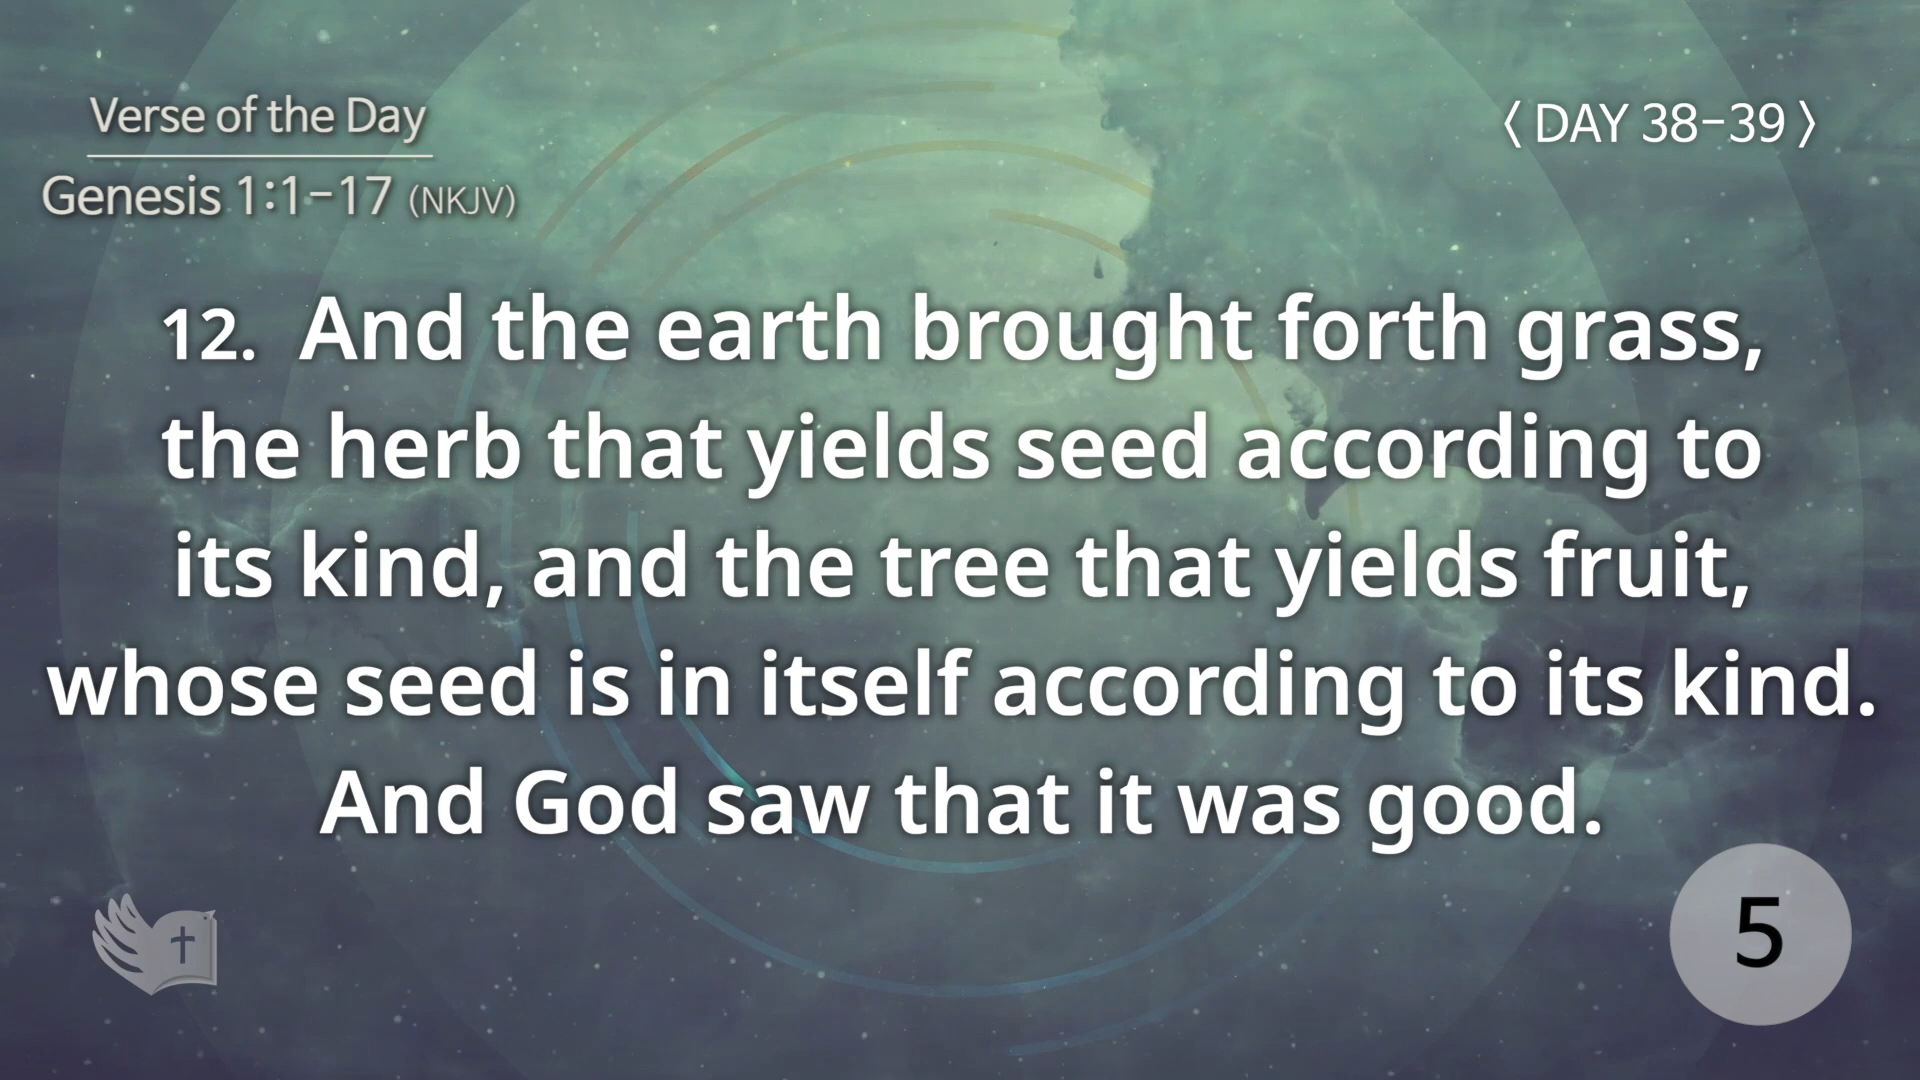 Verse of the Day
Genesis 1:1-17 (NKJV)
〈 DAY 38-39 〉
12. And the earth brought forth grass,
the herb that yields seed according to
its kind, and the tree that yields fruit,
whose seed is in itself according to its kind.
And God saw that it was good.
5